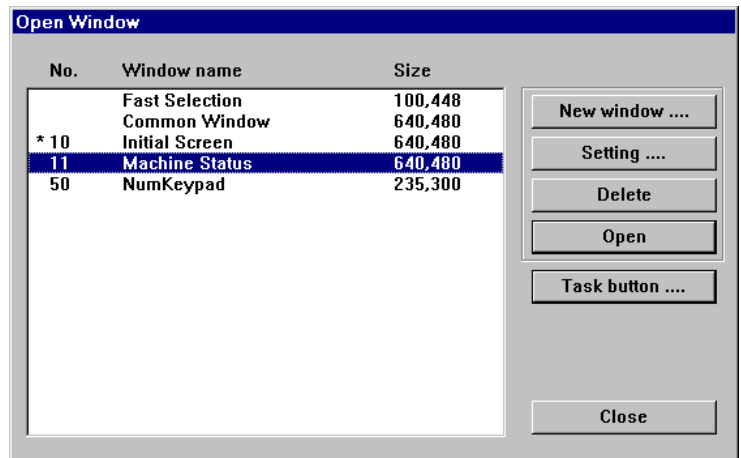 Open Window
No. Window name Size
Fast Selection 100,448
Common Window 640,480
* 10 Initial Screen 640,480
11 Machine Status 640,480
50 NumKeypad 235,300
New window ....
Setting ....
Delete
Open
Task button ....
Close